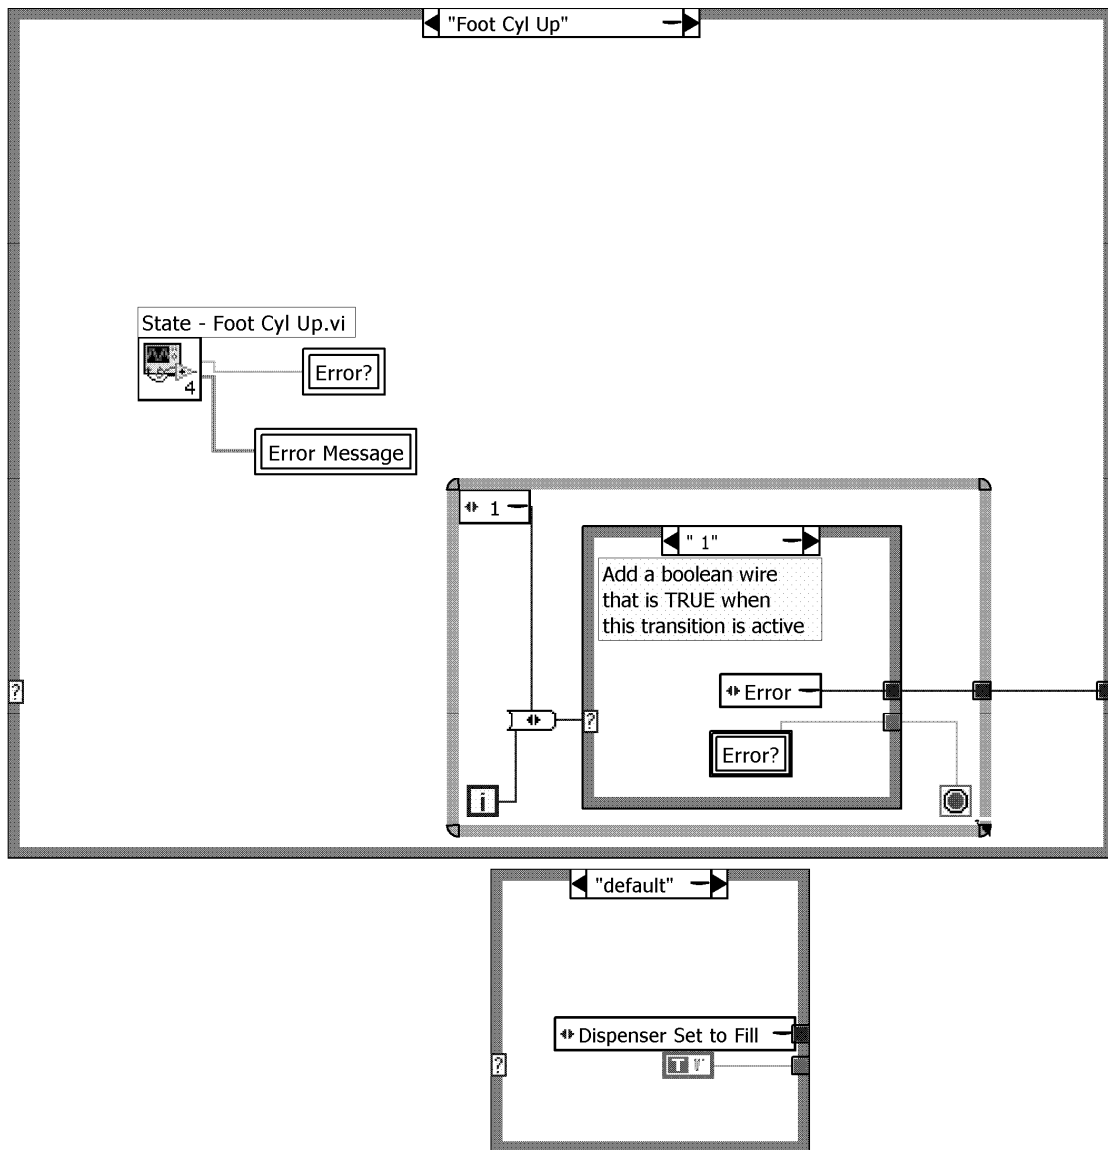 "Foot Cyl Up"
State - Foot Cyl Up.vi
4
Error?
Error Message
1
" 1"
Add a boolean wire
that is TRUE when
this transition is active
?
Error
?
Error?
i
"default"
Dispenser Set to Fill
?
T